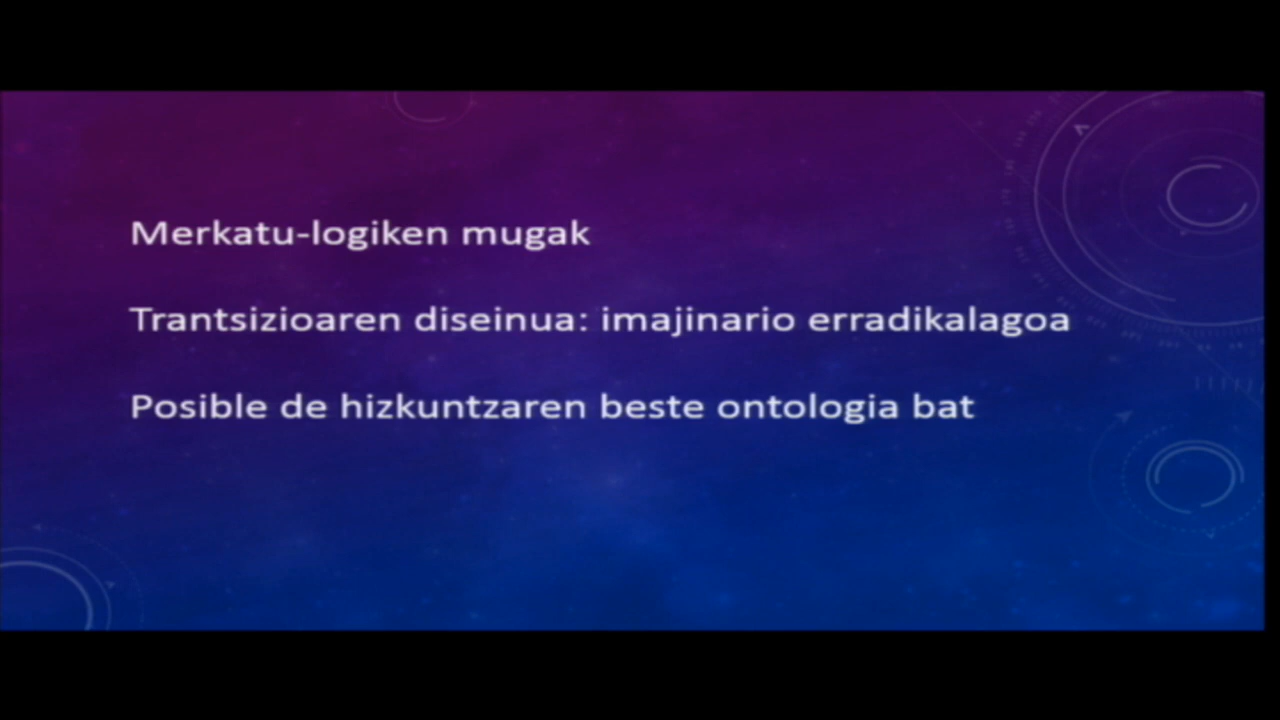 Merkatu-logiken mugak
Trantsizioaren diseinua: imajinario erradikalagoa
Posible de hizkuntzaren beste ontologia bat